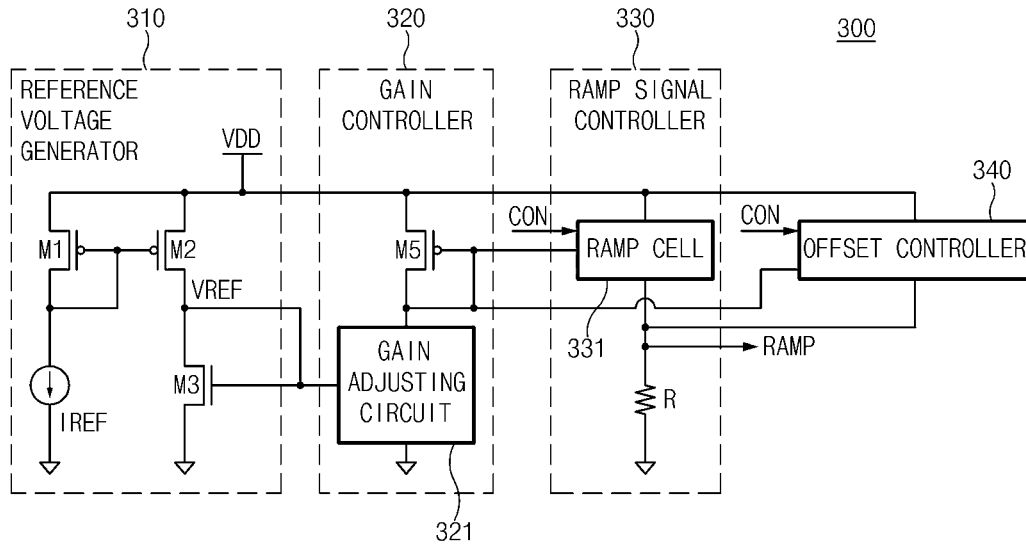 310
320
330
300
REFERENCE
VOLTAGE
GENERATOR
GAIN
CONTROLLER
RAMP SIGNAL
CONTROLLER
VDD
340
CON
CON
M1
M2
M5
RAMP CELL
OFFSET CONTROLLER
VREF
331
RAMP
GAIN
ADJUSTING
CIRCUIT
M3
R
IREF
321